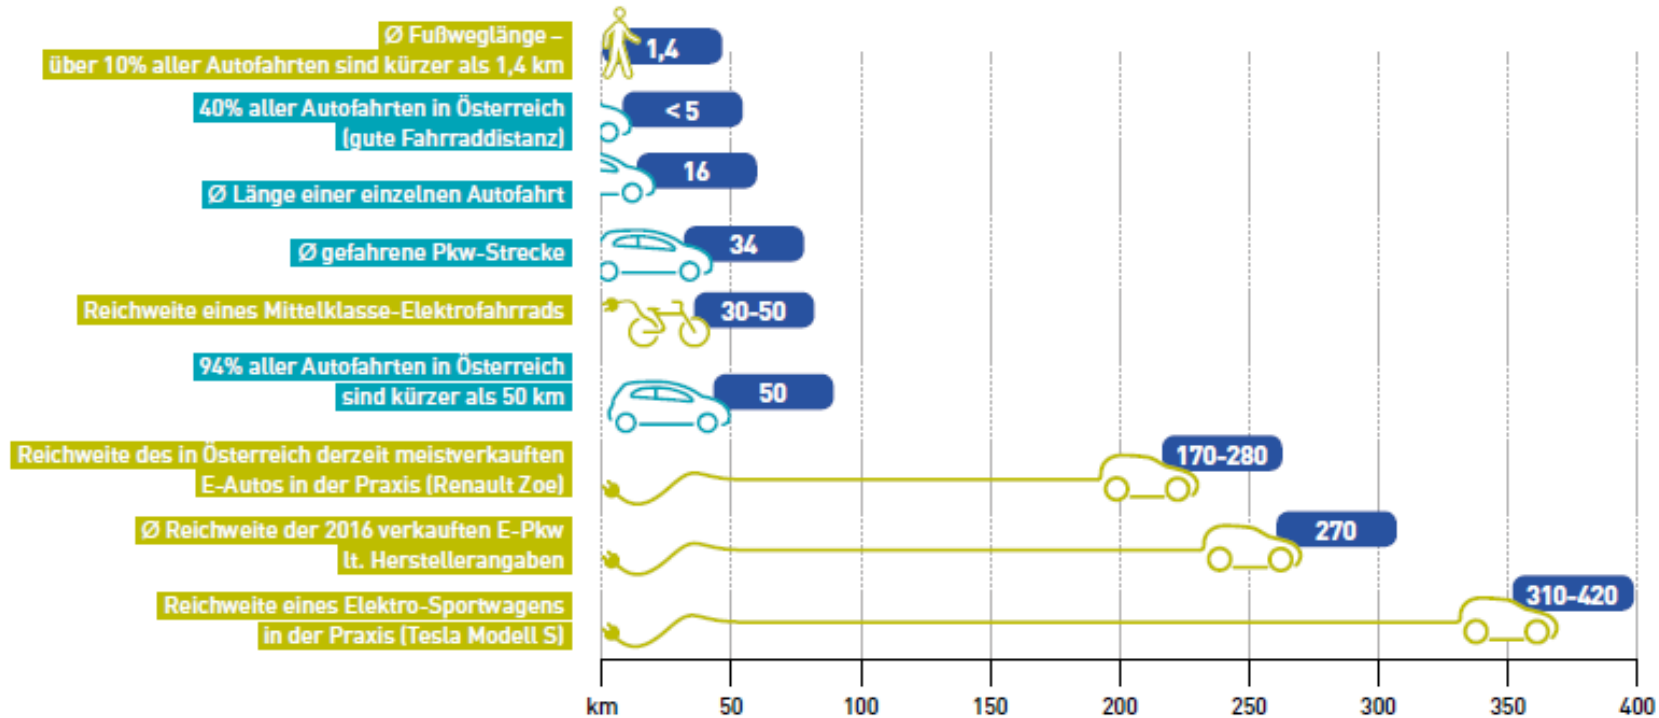 Ø Fußweglänge –
über 10% aller Autofahrten sind kürzer als 1,4 km
1,4
40% aller Autofahrten in Österreich
(gute Fahrraddistanz)
< 5
Ø Länge einer einzelnen Autofahrt
16
Ø gefahrene Pkw-Strecke
34
Reichweite eines Mittelklasse-Elektrofahrrads
30-50
94% aller Autofahrten in Österreich
sind kürzer als 50 km
50
Reichweite des in Österreich derzeit meistverkauften
E-Autos in der Praxis (Renault Zoe)
170-280
Ø Reichweite der 2016 verkauften E-Pkw
lt. Herstellerangaben
270
Reichweite eines Elektro-Sportwagens
in der Praxis (Tesla Modell S)
310-420
km 50 100 150 200 250 300 350 400